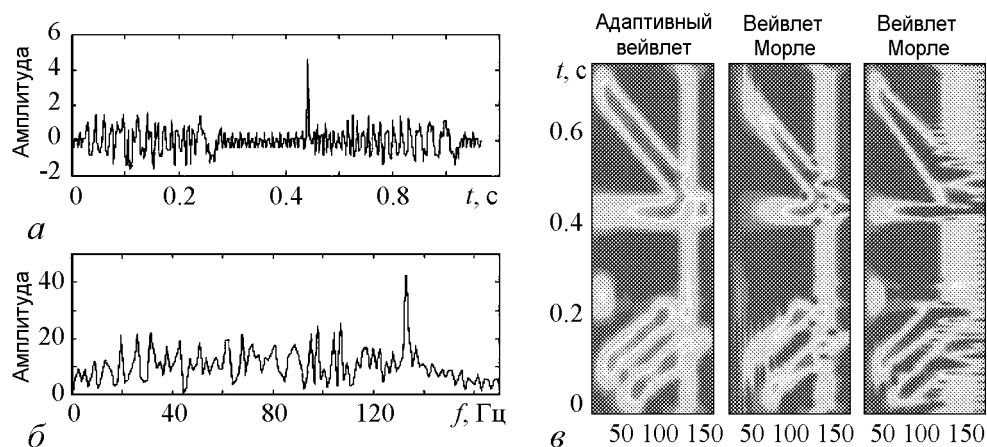 Амплитуда
6
4
2
0
-2
0 0.2 0.4 0.6 0.8 t, с
а
Амплитуда
40
20
0
0 40 80 120 f, Гц
б
Адаптивный вейвлет
Вейвлет Морле
Вейвлет Морле
t, с
0.6
0.4
0.2
0
50 100 150 50 100 150 50 100 150
в